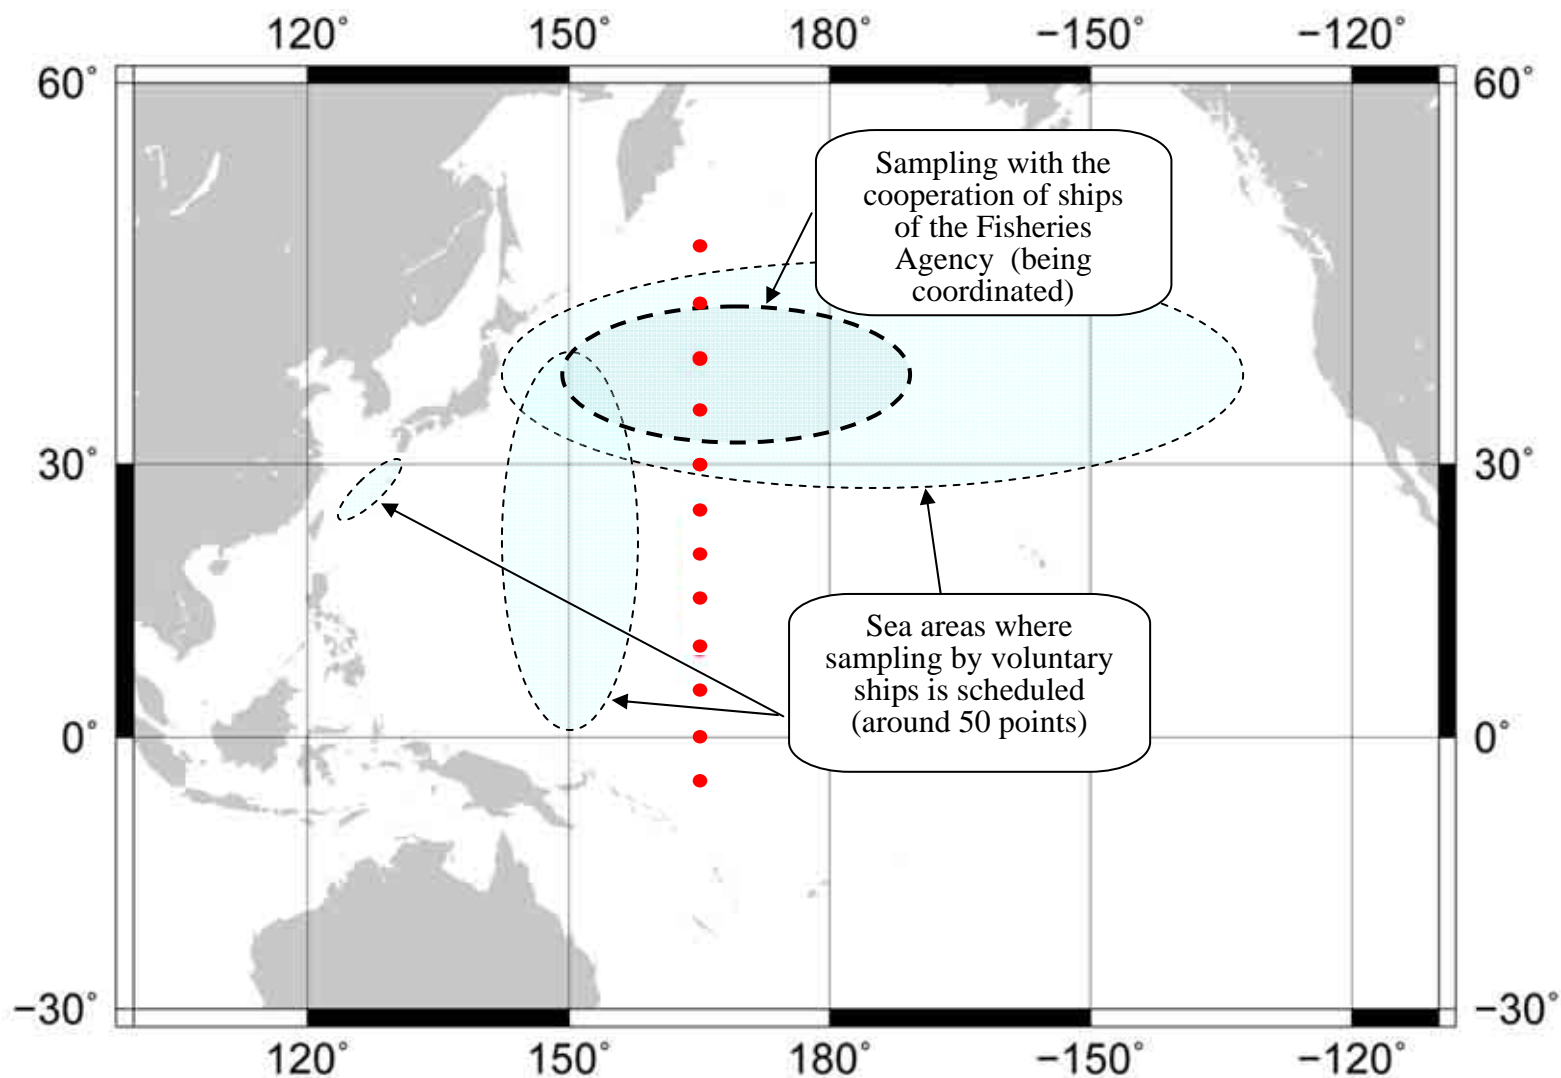 120° 150° 180° −150° −120°
60° 60°
Sampling with the
cooperation of ships
of the Fisheries
Agency (being
coordinated)
30° 30°
Sea areas where
sampling by voluntary
ships is scheduled
(around 50 points)
0° 0°
−30° −30°
120° 150° 180° −150° −120°